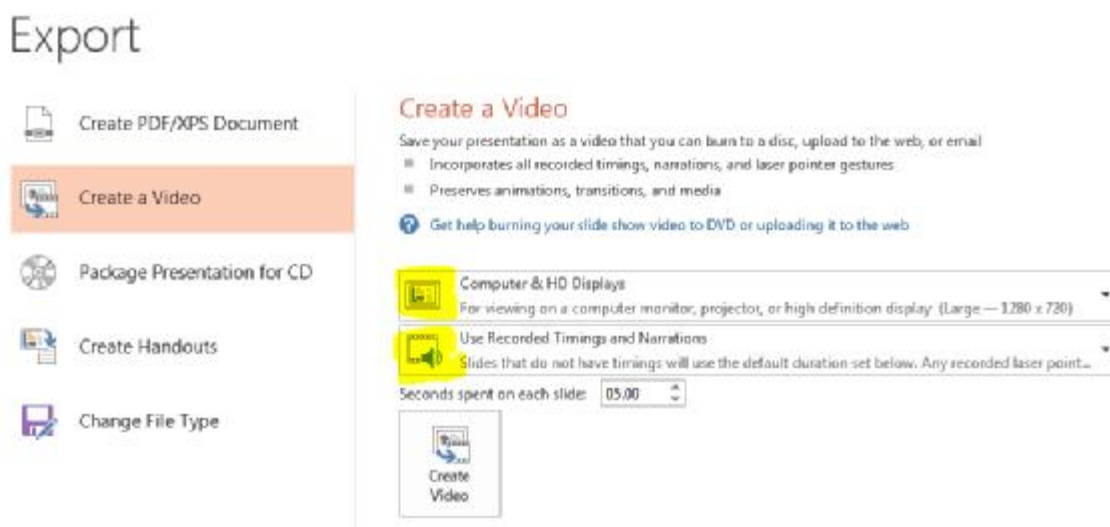 Export
Create PDF/XPS Document
Create a Video
Package Presentation for CD
Create Handouts
Change File Type
Create a Video
Save your presentation as a video that you can burn to a disc, upload to the web, or email
Incorporates all recorded timings, narrations, and laser pointer gestures
Preserves animations, transitions, and media
Get help burning your slide show video to DVD or uploading it to the web
Computer & HD Displays
For viewing on a computer monitor, projector, or high definition display (Large — 1280 x 720)
Use Recorded Timings and Narrations
Slides that do not have timings will use the default duration set below. Any recorded laser point...
Seconds spent on each slide: 05.00
Create
Video